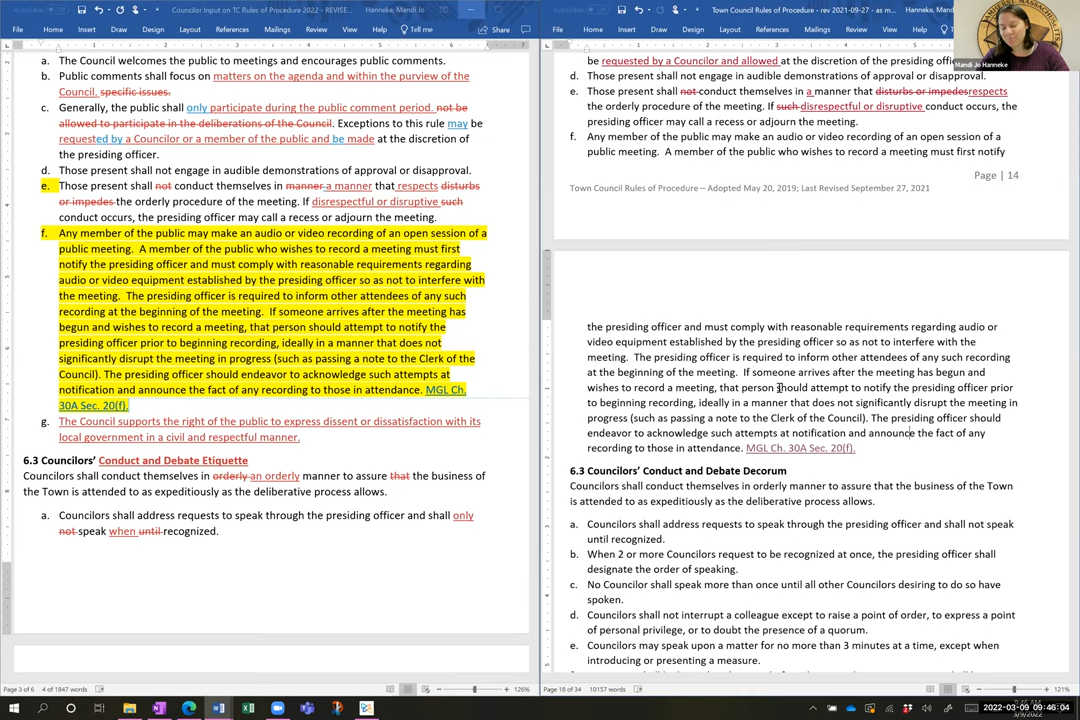 AutoSave Off
Councilor Input on TC Rules of Procedure 2022 - REVISE...
Hanneke, Mandi Jo
File Home Insert Draw Design Layout References Mailings Review View Help Tell me Share
a. The Council welcomes the public to meetings and encourages public comments.
b. Public comments shall focus on matters on the agenda and within the purview of the
Council. specific issues.
c. Generally, the public shall only participate during the public comment period. not be
allowed to participate in the deliberations of the Council. Exceptions to this rule may be
requested by a Councilor or a member of the public and be made at the discretion of
the presiding officer.
d. Those present shall not engage in audible demonstrations of approval or disapproval.
e. Those present shall not conduct themselves in manner a manner that respects disturbs
or impedes the orderly procedure of the meeting. If disrespectful or disruptive such
conduct occurs, the presiding officer may call a recess or adjourn the meeting.
f. Any member of the public may make an audio or video recording of an open session of a
public meeting. A member of the public who wishes to record a meeting must first
notify the presiding officer and must comply with reasonable requirements regarding
audio or video equipment established by the presiding officer so as not to interfere with
the meeting. The presiding officer is required to inform other attendees of any such
recording at the beginning of the meeting. If someone arrives after the meeting has
begun and wishes to record a meeting, that person should attempt to notify the
presiding officer prior to beginning recording, ideally in a manner that does not
significantly disrupt the meeting in progress (such as passing a note to the Clerk of the
Council). The presiding officer should endeavor to acknowledge such attempts at
notification and announce the fact of any recording to those in attendance. MGL Ch.
30A Sec. 20(f).
g. The Council supports the right of the public to express dissent or dissatisfaction with its
local government in a civil and respectful manner.
6.3 Councilors' Conduct and Debate Etiquette
Councilors shall conduct themselves in orderly an orderly manner to assure that the business of
the Town is attended to as expeditiously as the deliberative process allows.
a. Councilors shall address requests to speak through the presiding officer and shall only
not speak when until recognized.
Page 3 of 6 4 of 1847 words 126%
Town Council Rules of Procedure - rev 2021-09-27 - as m...
Hanneke, Mandi
File Home Insert Draw Design Layout References Mailings Review View Help
be requested by a Councilor and allowed at the discretion of the presiding
d. Those present shall not engage in audible demonstrations of approval or disapproval.
e. Those present shall not conduct themselves in a manner that disturbs or impedes respects
the orderly procedure of the meeting. If such disrespectful or disruptive conduct occurs, the
presiding officer may call a recess or adjourn the meeting.
f. Any member of the public may make an audio or video recording of an open session of a
public meeting. A member of the public who wishes to record a meeting must first notify
Page | 14
Town Council Rules of Procedure – Adopted May 20, 2019; Last Revised September 27, 2021
the presiding officer and must comply with reasonable requirements regarding audio or
video equipment established by the presiding officer so as not to interfere with the
meeting. The presiding officer is required to inform other attendees of any such recording
at the beginning of the meeting. If someone arrives after the meeting has begun and
wishes to record a meeting, that person should attempt to notify the presiding officer prior
to beginning recording, ideally in a manner that does not significantly disrupt the meeting in
progress (such as passing a note to the Clerk of the Council). The presiding officer should
endeavor to acknowledge such attempts at notification and announce the fact of any
recording to those in attendance. MGL Ch. 30A Sec. 20(f).
6.3 Councilors' Conduct and Debate Decorum
Councilors shall conduct themselves in orderly manner to assure that the business of the Town
is attended to as expeditiously as the deliberative process allows.
a. Councilors shall address requests to speak through the presiding officer and shall not speak
until recognized.
b. When 2 or more Councilors request to be recognized at once, the presiding officer shall
designate the order of speaking.
c. No Councilor shall speak more than once until all other Councilors desiring to do so have
spoken.
d. Councilors shall not interrupt a colleague except to raise a point of order, to express a point
of personal privilege, or to doubt the presence of a quorum.
e. Councilors may speak upon a matter for no more than 3 minutes at a time, except when
introducing or presenting a measure.
Page 18 of 34 10157 words 121%
Mandi Jo Hanneke
2022-03-09 09:46:04